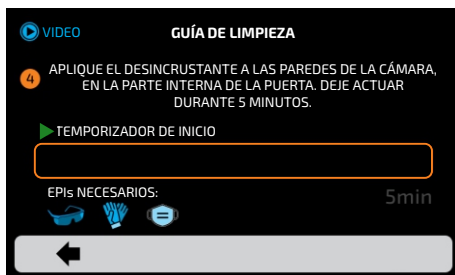 VIDEO
GUÍA DE LIMPIEZA
4
APLIQUE EL DESINCRUSTANTE A LAS PAREDES DE LA CÁMARA,
EN LA PARTE INTERNA DE LA PUERTA. DEJE ACTUAR
DURANTE 5 MINUTOS.
TEMPORIZADOR DE INICIO
EPIs NECESARIOS:
5min